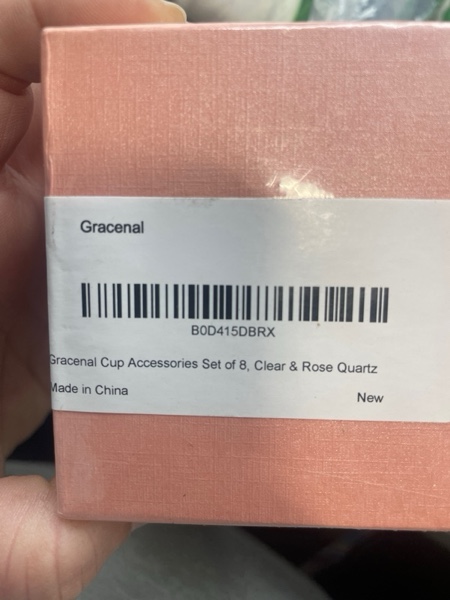 Gracenal
B0D415DBRX
Gracenal Cup Accessories Set of 8, Clear & Rose Quartz
Made in China
New